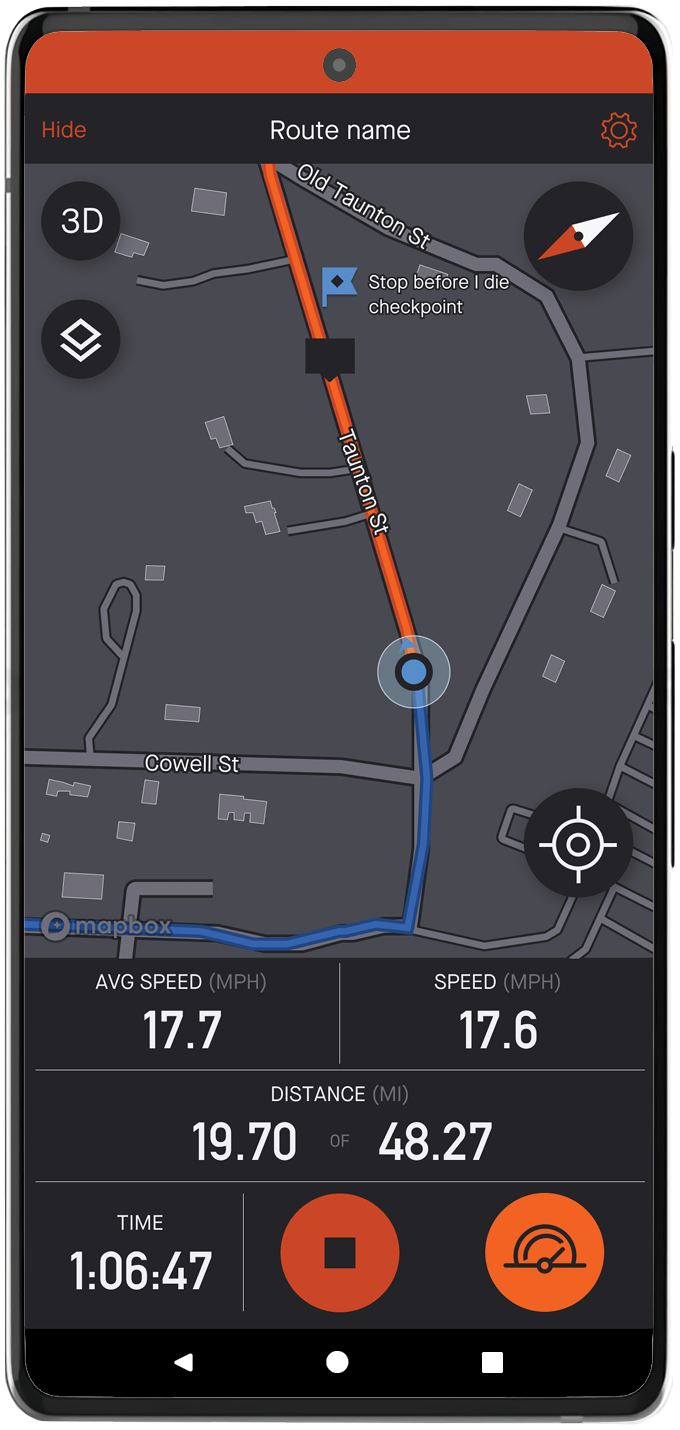 Hide
Route name
Old Taunton St
3D
Stop before I die
checkpoint
Taunton St
Cowell St
mapbox
AVG SPEED (MPH)
SPEED (MPH)
17.7
17.6
DISTANCE (MI)
19.70 OF 48.27
TIME
1:06:47